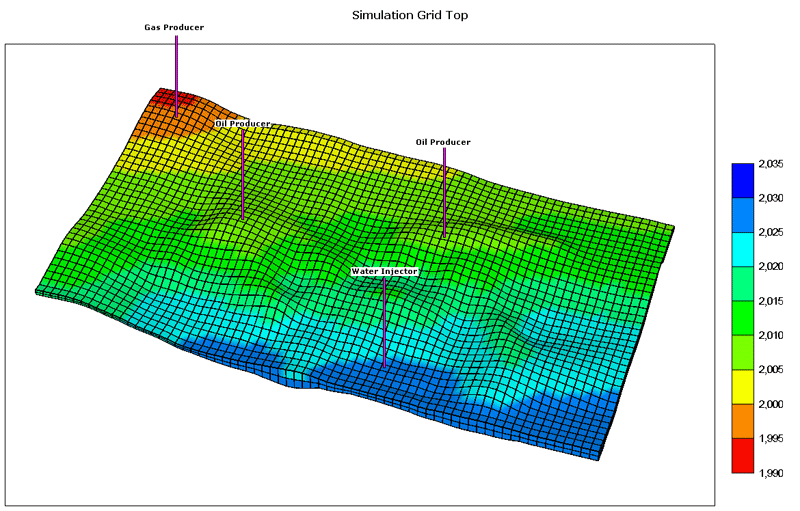 Simulation Grid Top
Gas Producer
Oil Producer
Oil Producer
Water Injector
2,035
2,030
2,025
2,020
2,015
2,010
2,005
2,000
1,995
1,990